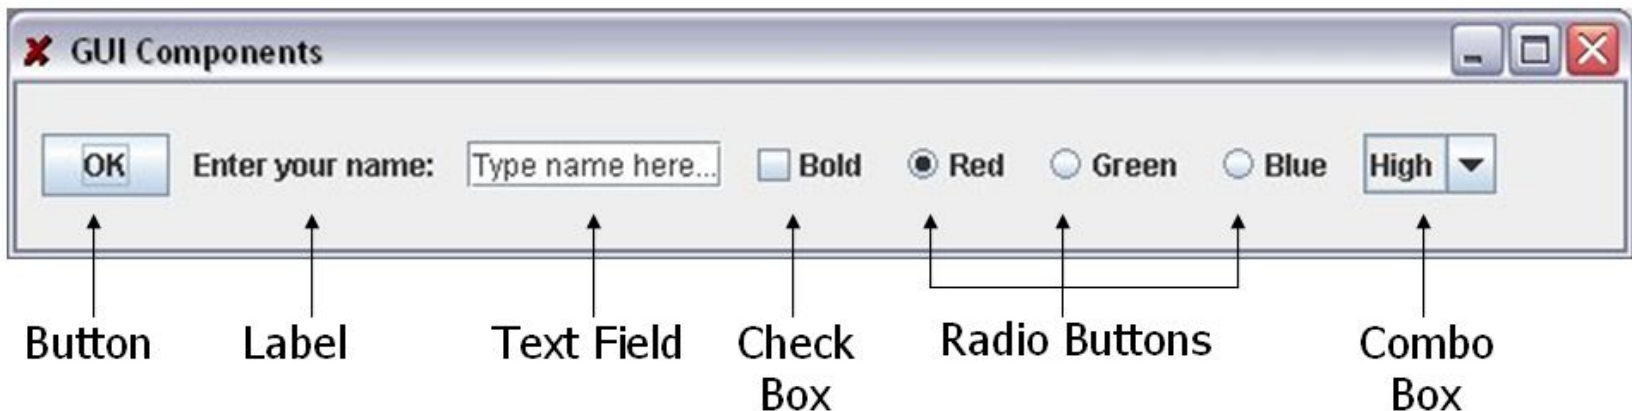 GUI Components
OK Enter your name: Type name here... Bold Red Green Blue High
Button Label Text Field Check Box Radio Buttons Combo Box